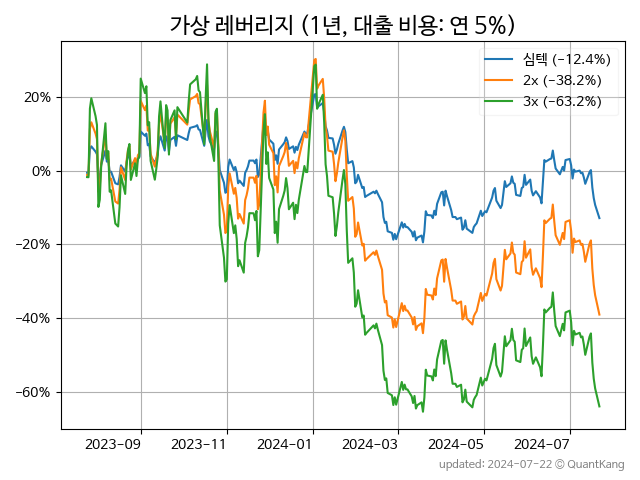 가상 레버리지 (1년, 대출 비용: 연 5%)
심텍 (−12.4%)
2x (−38.2%)
3x (−63.2%)
20%
0%
−20%
−40%
−60%
2023-09
2023-11
2024-01
2024-03
2024-05
2024-07
updated: 2024-07-22 © QuantKang